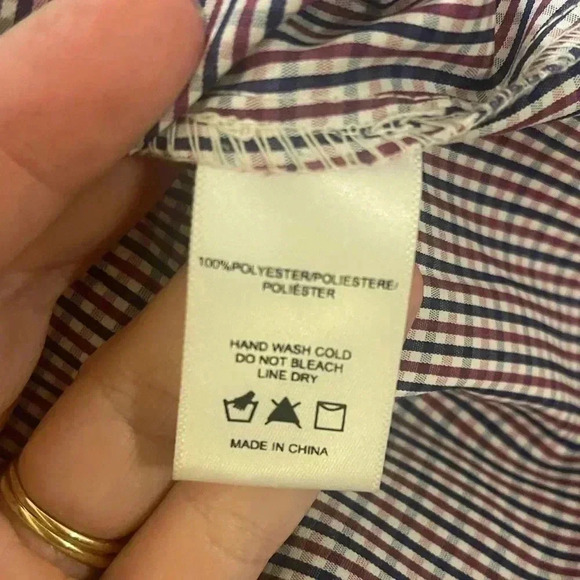 100%/POLYESTER/POLIESTERE/
POLIÉSTER
HAND WASH COLD
DO NOT BLEACH
LINE DRY
MADE IN CHINA